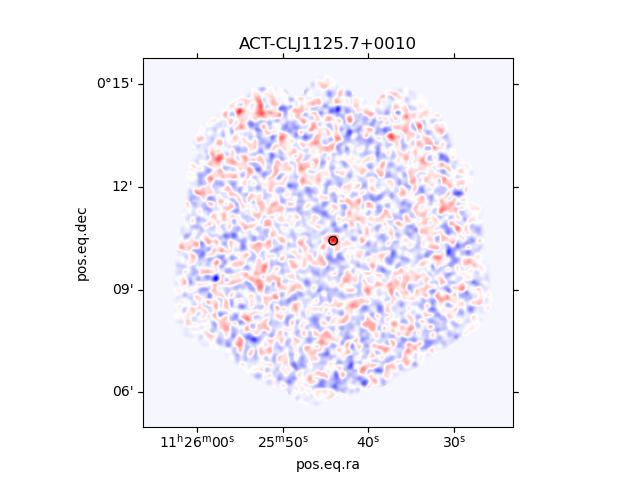 ACT-CLJ1125.7+0010
0°15'
12'
09'
06'
11ʰ26ᵐ00ˢ 25ᵐ50ˢ 40ˢ 30ˢ
pos.eq.ra
pos.eq.dec